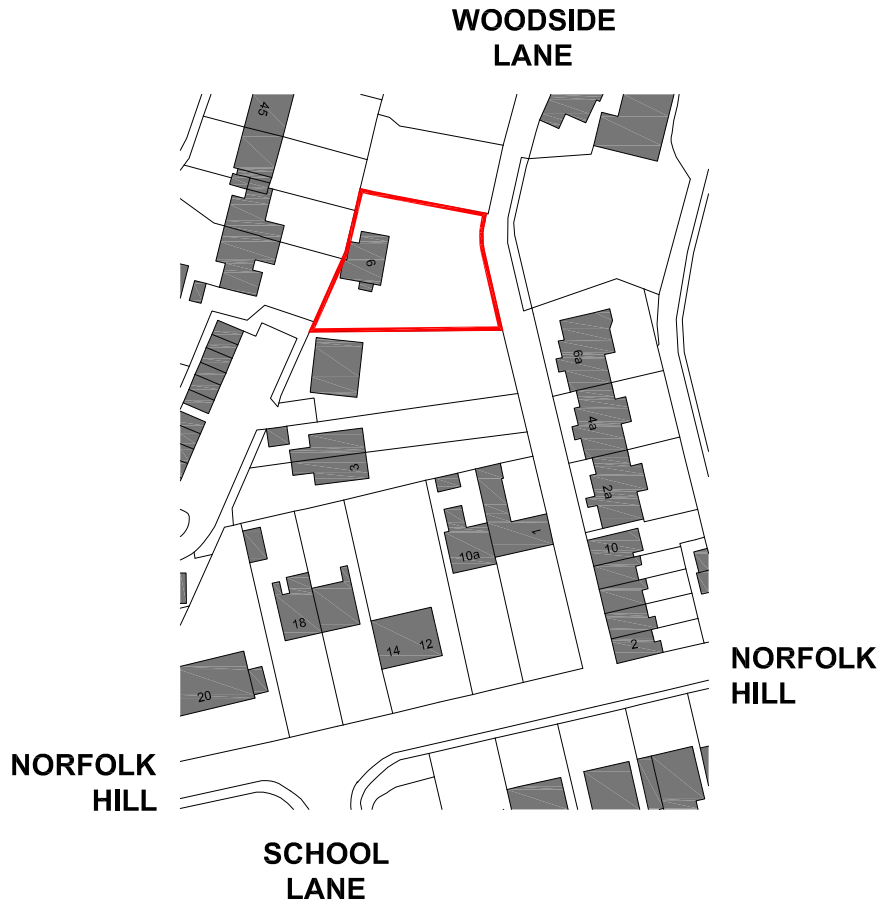 WOODSIDE
LANE
45
6
6a
4a
3
2a
1
10
10a
18
14 12
2
20
NORFOLK
HILL
NORFOLK
HILL
SCHOOL
LANE